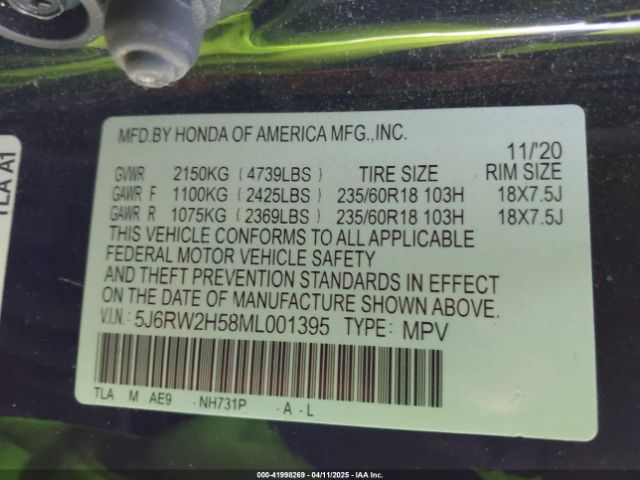 MFD.BY HONDA OF AMERICA MFG.,INC.
11/'20
GVWR 2150KG (4739LBS) TIRE SIZE RIM SIZE
GAWR F 1100KG (2425LBS) 235/60R18 103H 18X7.5J
GAWR R 1075KG (2369LBS) 235/60R18 103H 18X7.5J
THIS VEHICLE CONFORMS TO ALL APPLICABLE
FEDERAL MOTOR VEHICLE SAFETY
AND THEFT PREVENTION STANDARDS IN EFFECT
ON THE DATE OF MANUFACTURE SHOWN ABOVE.
V.I.N.: 5J6RW2H58ML001395 TYPE: MPV
TLA M AE9 -NH731P -A-L
TLA A1
000-41998269 - 04/11/2025 - IAA Inc.